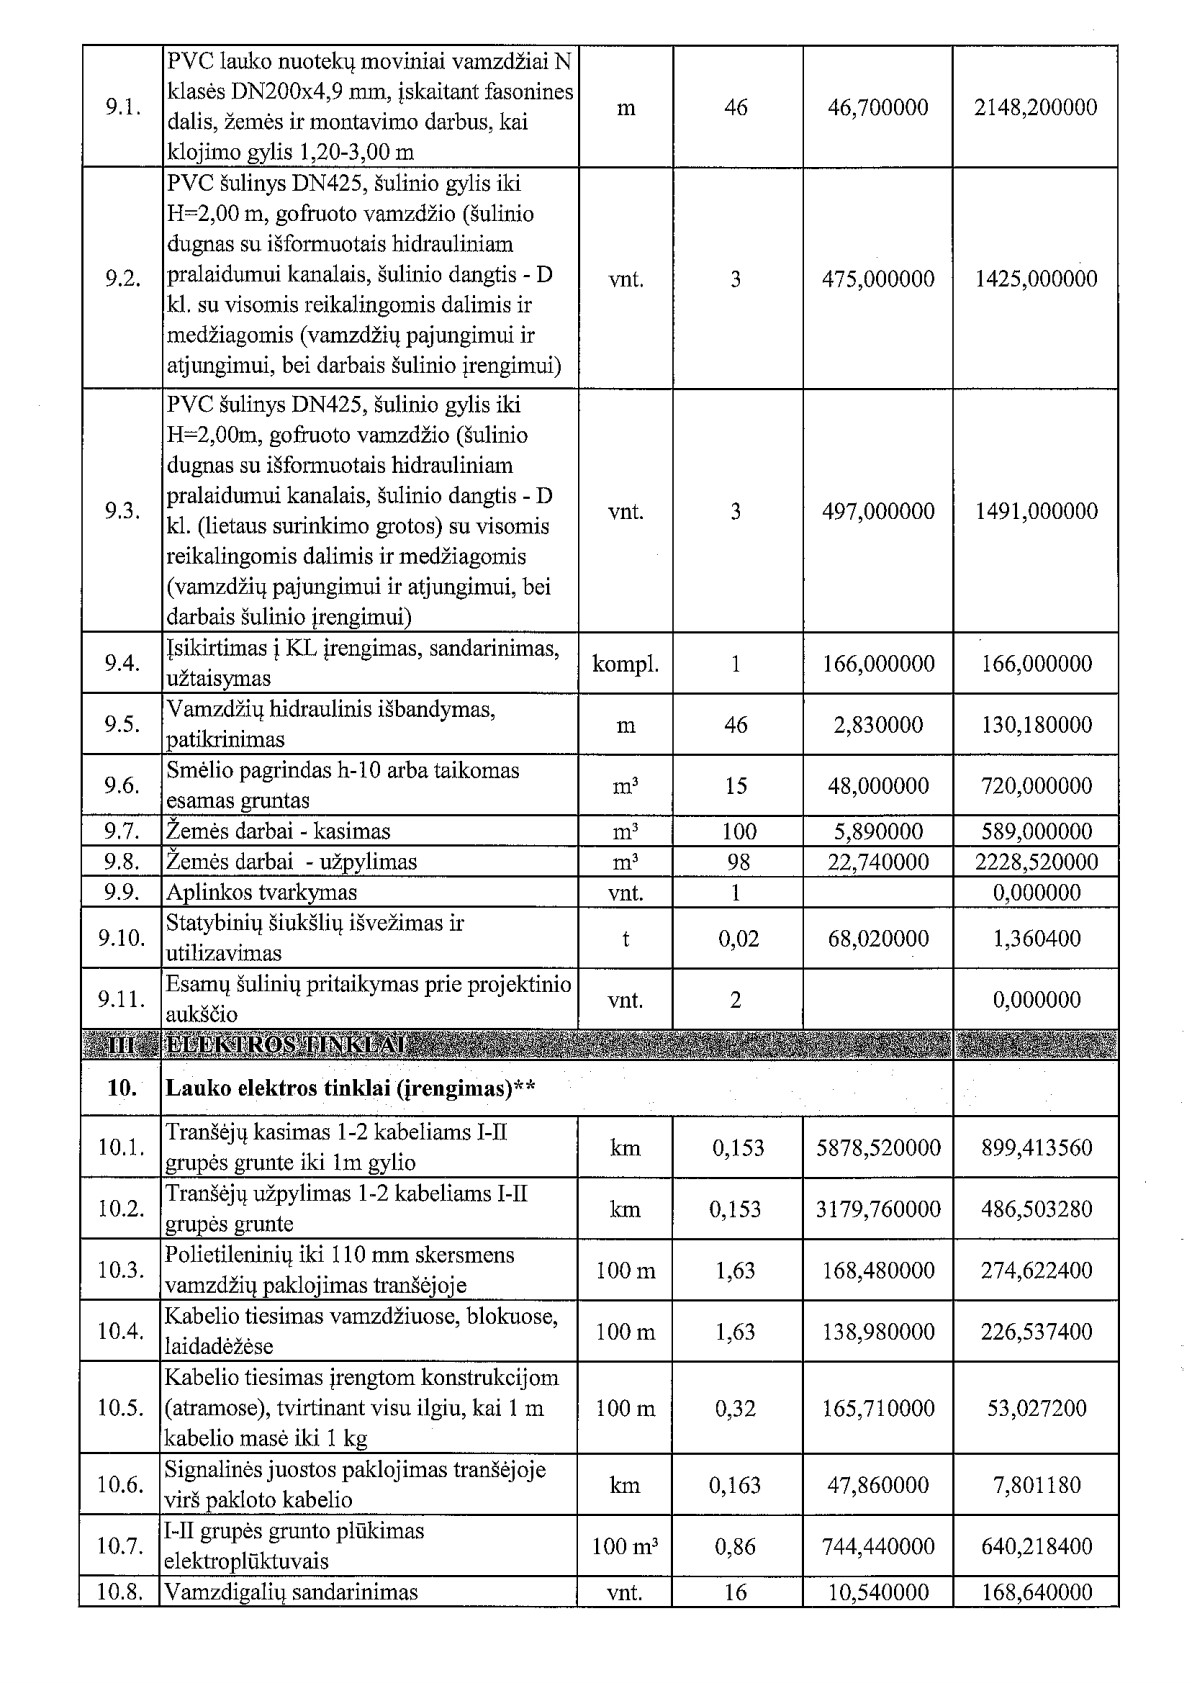 PVC lauko nuotekų moviniai vamzdžiai N
klasės DN200x4,9 mm, įskaitant fasonines
9.1. m 46 46,700000 2148,200000
dalis, žemės ir montavimo darbus, kai
klojimo gylis 1,20-3,00 m
PVC šulinys DN425, šulinio gylis iki
H=2,00 m, gofruoto vamzdžio (šulinio
dugnas su išformuotais hidrauliniam
9.2. pralaidumui kanalais, šulinio dangtis - D vnt. 3 475,000000 1425,000000
kl. su visomis reikalingomis dalimis ir
medžiagomis (vamzdžių pajungimui ir
atjungimui, bei darbais šulinio įrengimui)
PVC šulinys DN425, šulinio gylis iki
H=2,00m, gofruoto vamzdžio (šulinio
dugnas su išformuotais hidrauliniam
pralaidumui kanalais, šulinio dangtis - D
9.3. vnt. 3 497,000000 1491,000000
kl. (lietaus surinkimo grotos) su visomis
reikalingomis dalimis ir medžiagomis
(vamzdžių pajungimui ir atjungimui, bei
darbais šulinio įrengimui)
9.4. Įsikirtimas į KL įrengimas, sandarinimas, kompl. 1 166,000000 166,000000
užtaisymas
9.5. Vamzdžių hidraulinis išbandymas, m 46 2,830000 130,180000
patikrinimas
9.6. Smėlio pagrindas h-10 arba taikomas m³ 15 48,000000 720,000000
esamas gruntas
9.7. Žemės darbai - kasimas m³ 100 5,890000 589,000000
9.8. Žemės darbai - užpylimas m³ 98 22,740000 2228,520000
9.9. Aplinkos tvarkymas vnt. 1 0,000000
9.10. Statybinių šiukšlių išvežimas ir t 0,02 68,020000 1,360400
utilizavimas
9.11. Esamų šulinių pritaikymas prie projektinio vnt. 2 0,000000
aukščio
III ELEKTROS TINKLAI
10. Lauko elektros tinklai (įrengimas)**
10.1. Tranšėjų kasimas 1-2 kabeliams I-II km 0,153 5878,520000 899,413560
grupės grunte iki 1m gylio
10.2. Tranšėjų užpylimas 1-2 kabeliams I-II km 0,153 3179,760000 486,503280
grupės grunte
10.3. Polietileninių iki 110 mm skersmens 100 m 1,63 168,480000 274,622400
vamzdžių paklojimas tranšėjoje
10.4. Kabelio tiesimas vamzdžiuose, blokuose, 100 m 1,63 138,980000 226,537400
laidadėžėse
Kabelio tiesimas įrengtom konstrukcijom
10.5. (atramose), tvirtinant visu ilgiu, kai 1 m 100 m 0,32 165,710000 53,027200
kabelio masė iki 1 kg
10.6. Signalinės juostos paklojimas tranšėjoje km 0,163 47,860000 7,801180
virš pakloto kabelio
10.7. I-II grupės grunto plūkimas 100 m³ 0,86 744,440000 640,218400
elektroplūktuvais
10.8. Vamzdigalių sandarinimas vnt. 16 10,540000 168,640000